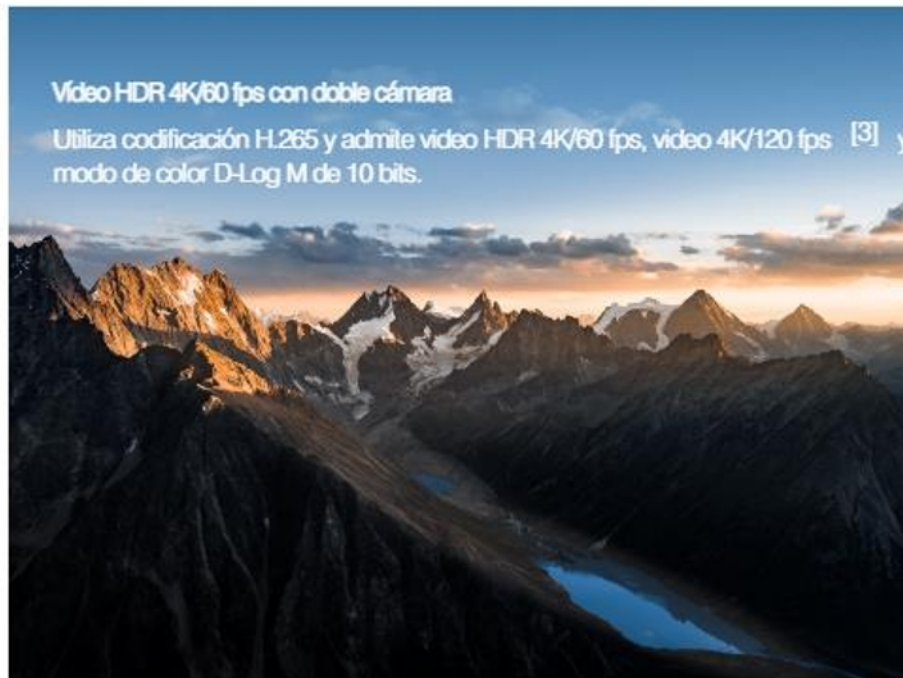 Vídeo HDR 4K/60 fps con doble cámara
Utiliza codificación H.265 y admite video HDR 4K/60 fps, video 4K/120 fps [3] y
modo de color D-Log M de 10 bits.